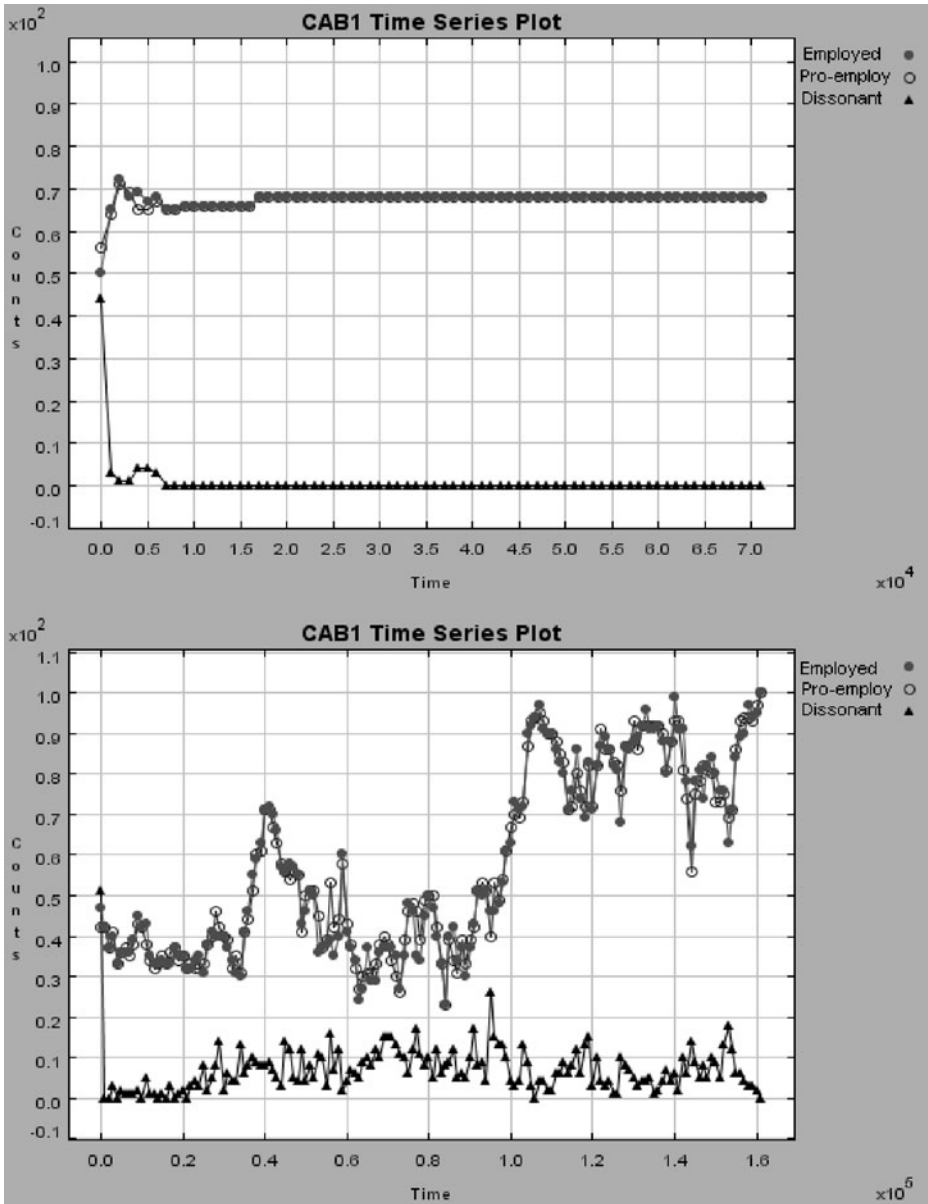 CAB1 Time Series Plot
x10²
Employed
Pro-employ
Dissonant
1.0
0.9
0.8
0.7
0.6
0.5
0.4
0.3
0.2
0.1
0.0
-0.1
Counts
0.0 0.5 1.0 1.5 2.0 2.5 3.0 3.5 4.0 4.5 5.0 5.5 6.0 6.5 7.0
Time
x10⁴
CAB1 Time Series Plot
x10²
Employed
Pro-employ
Dissonant
1.1
1.0
0.9
0.8
0.7
0.6
0.5
0.4
0.3
0.2
0.1
0.0
-0.1
Counts
0.0 0.2 0.4 0.6 0.8 1.0 1.2 1.4 1.6
Time
x10⁵